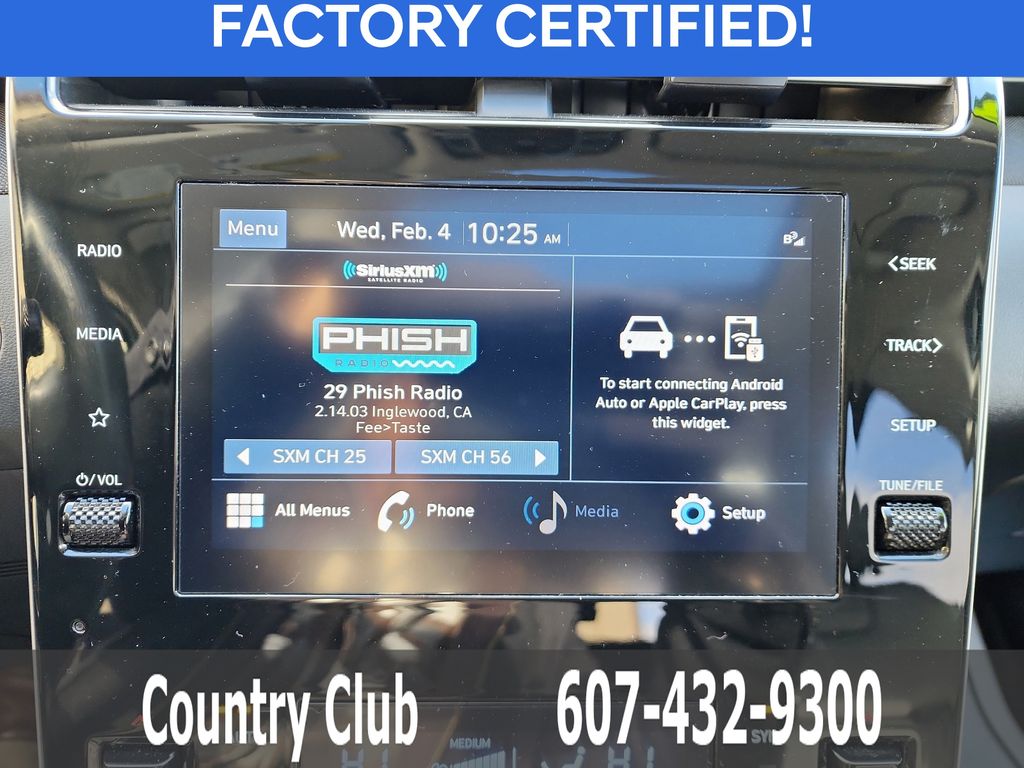 FACTORY CERTIFIED!
RADIO
MEDIA
☆
⏻/VOL
Menu
Wed, Feb. 4
10:25 AM
SiriusXM
SATELLITE RADIO
PHISH
RADIO
29 Phish Radio
2.14.03 Inglewood, CA
Fee>Taste
SXM CH 25
SXM CH 56
To start connecting Android
Auto or Apple CarPlay, press
this widget.
All Menus
Phone
Media
Setup
<SEEK
TRACK>
SETUP
TUNE/FILE
Country Club
607-432-9300
MEDIUM